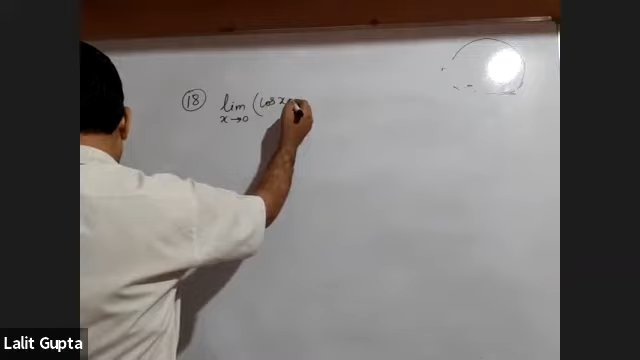 18 lim (cos x
x→0
Lalit Gupta